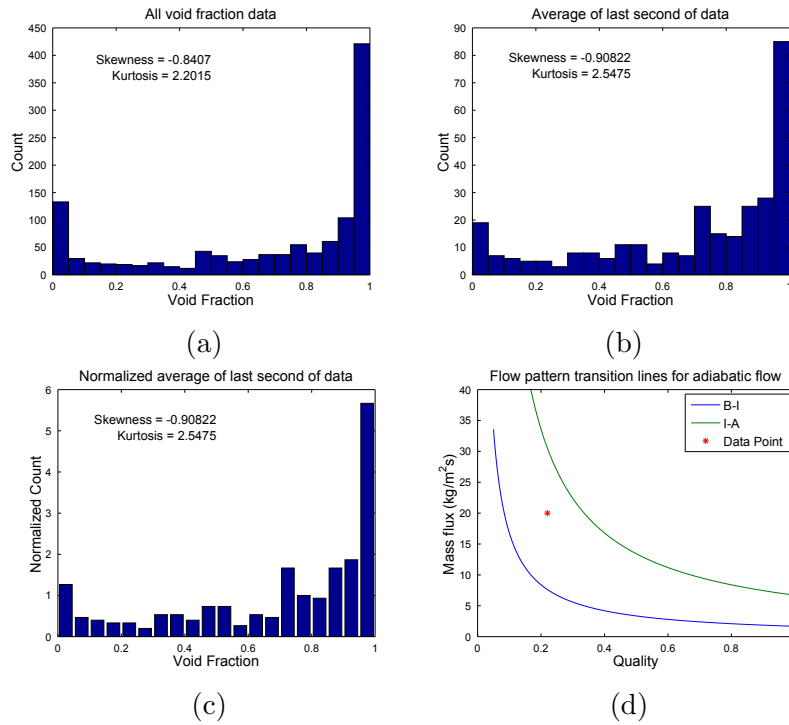 All void fraction data
Skewness = -0.8407
Kurtosis = 2.2015
450
400
350
300
250
200
150
100
50
0
Count
0 0.2 0.4 0.6 0.8 1
Void Fraction
(a)
Average of last second of data
Skewness = -0.90822
Kurtosis = 2.5475
90
80
70
60
50
40
30
20
10
0
Count
0 0.2 0.4 0.6 0.8 1
Void Fraction
(b)
Normalized average of last second of data
Skewness = -0.90822
Kurtosis = 2.5475
6
5
4
3
2
1
0
Normalized Count
0 0.2 0.4 0.6 0.8 1
Void Fraction
(c)
Flow pattern transition lines for adiabatic flow
B-I
I-A
Data Point
40
35
30
25
20
15
10
5
0
Mass flux (kg/m²s)
0 0.2 0.4 0.6 0.8
Quality
(d)